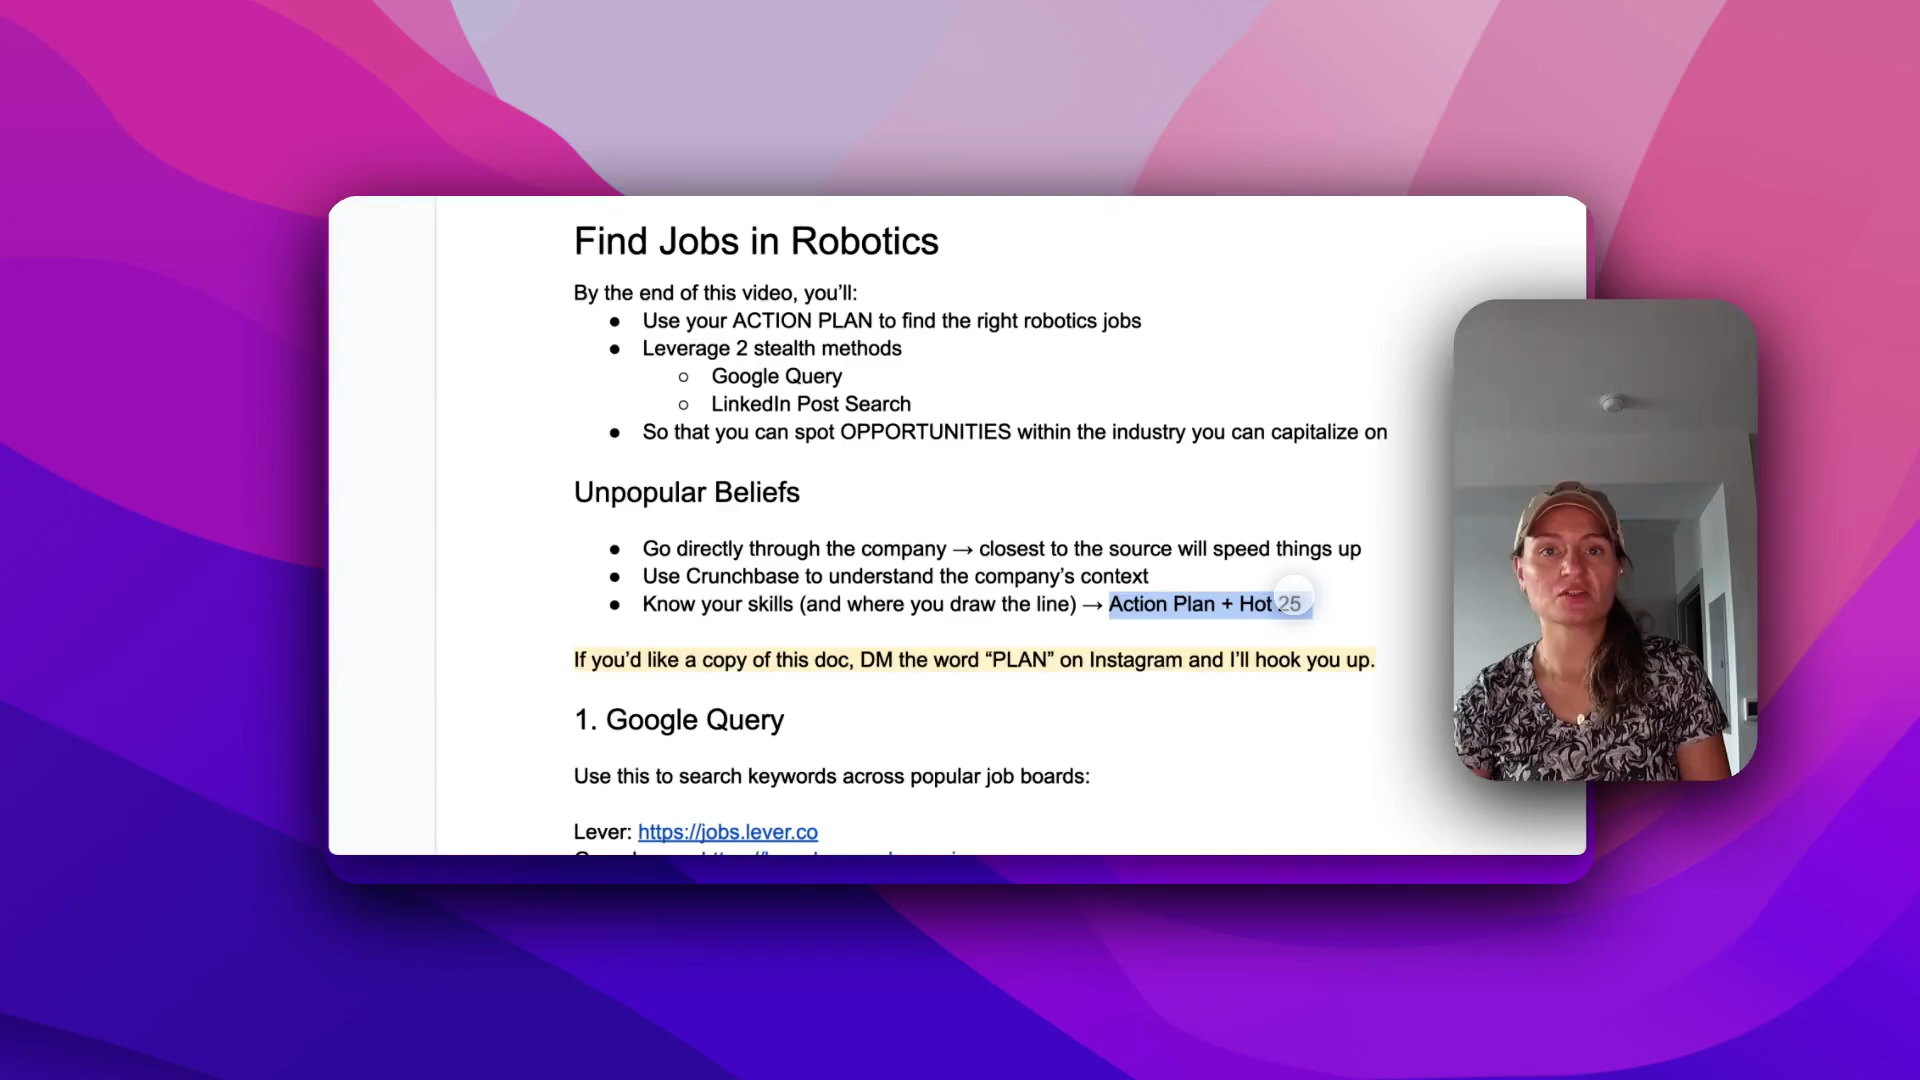 Find Jobs in Robotics
By the end of this video, you’ll:
● Use your ACTION PLAN to find the right robotics jobs
● Leverage 2 stealth methods
○ Google Query
○ LinkedIn Post Search
● So that you can spot OPPORTUNITIES within the industry you can capitalize on
Unpopular Beliefs
● Go directly through the company → closest to the source will speed things up
● Use Crunchbase to understand the company’s context
● Know your skills (and where you draw the line) → Action Plan + Hot 25
If you’d like a copy of this doc, DM the word “PLAN” on Instagram and I’ll hook you up.
1. Google Query
Use this to search keywords across popular job boards:
Lever: https://jobs.lever.co